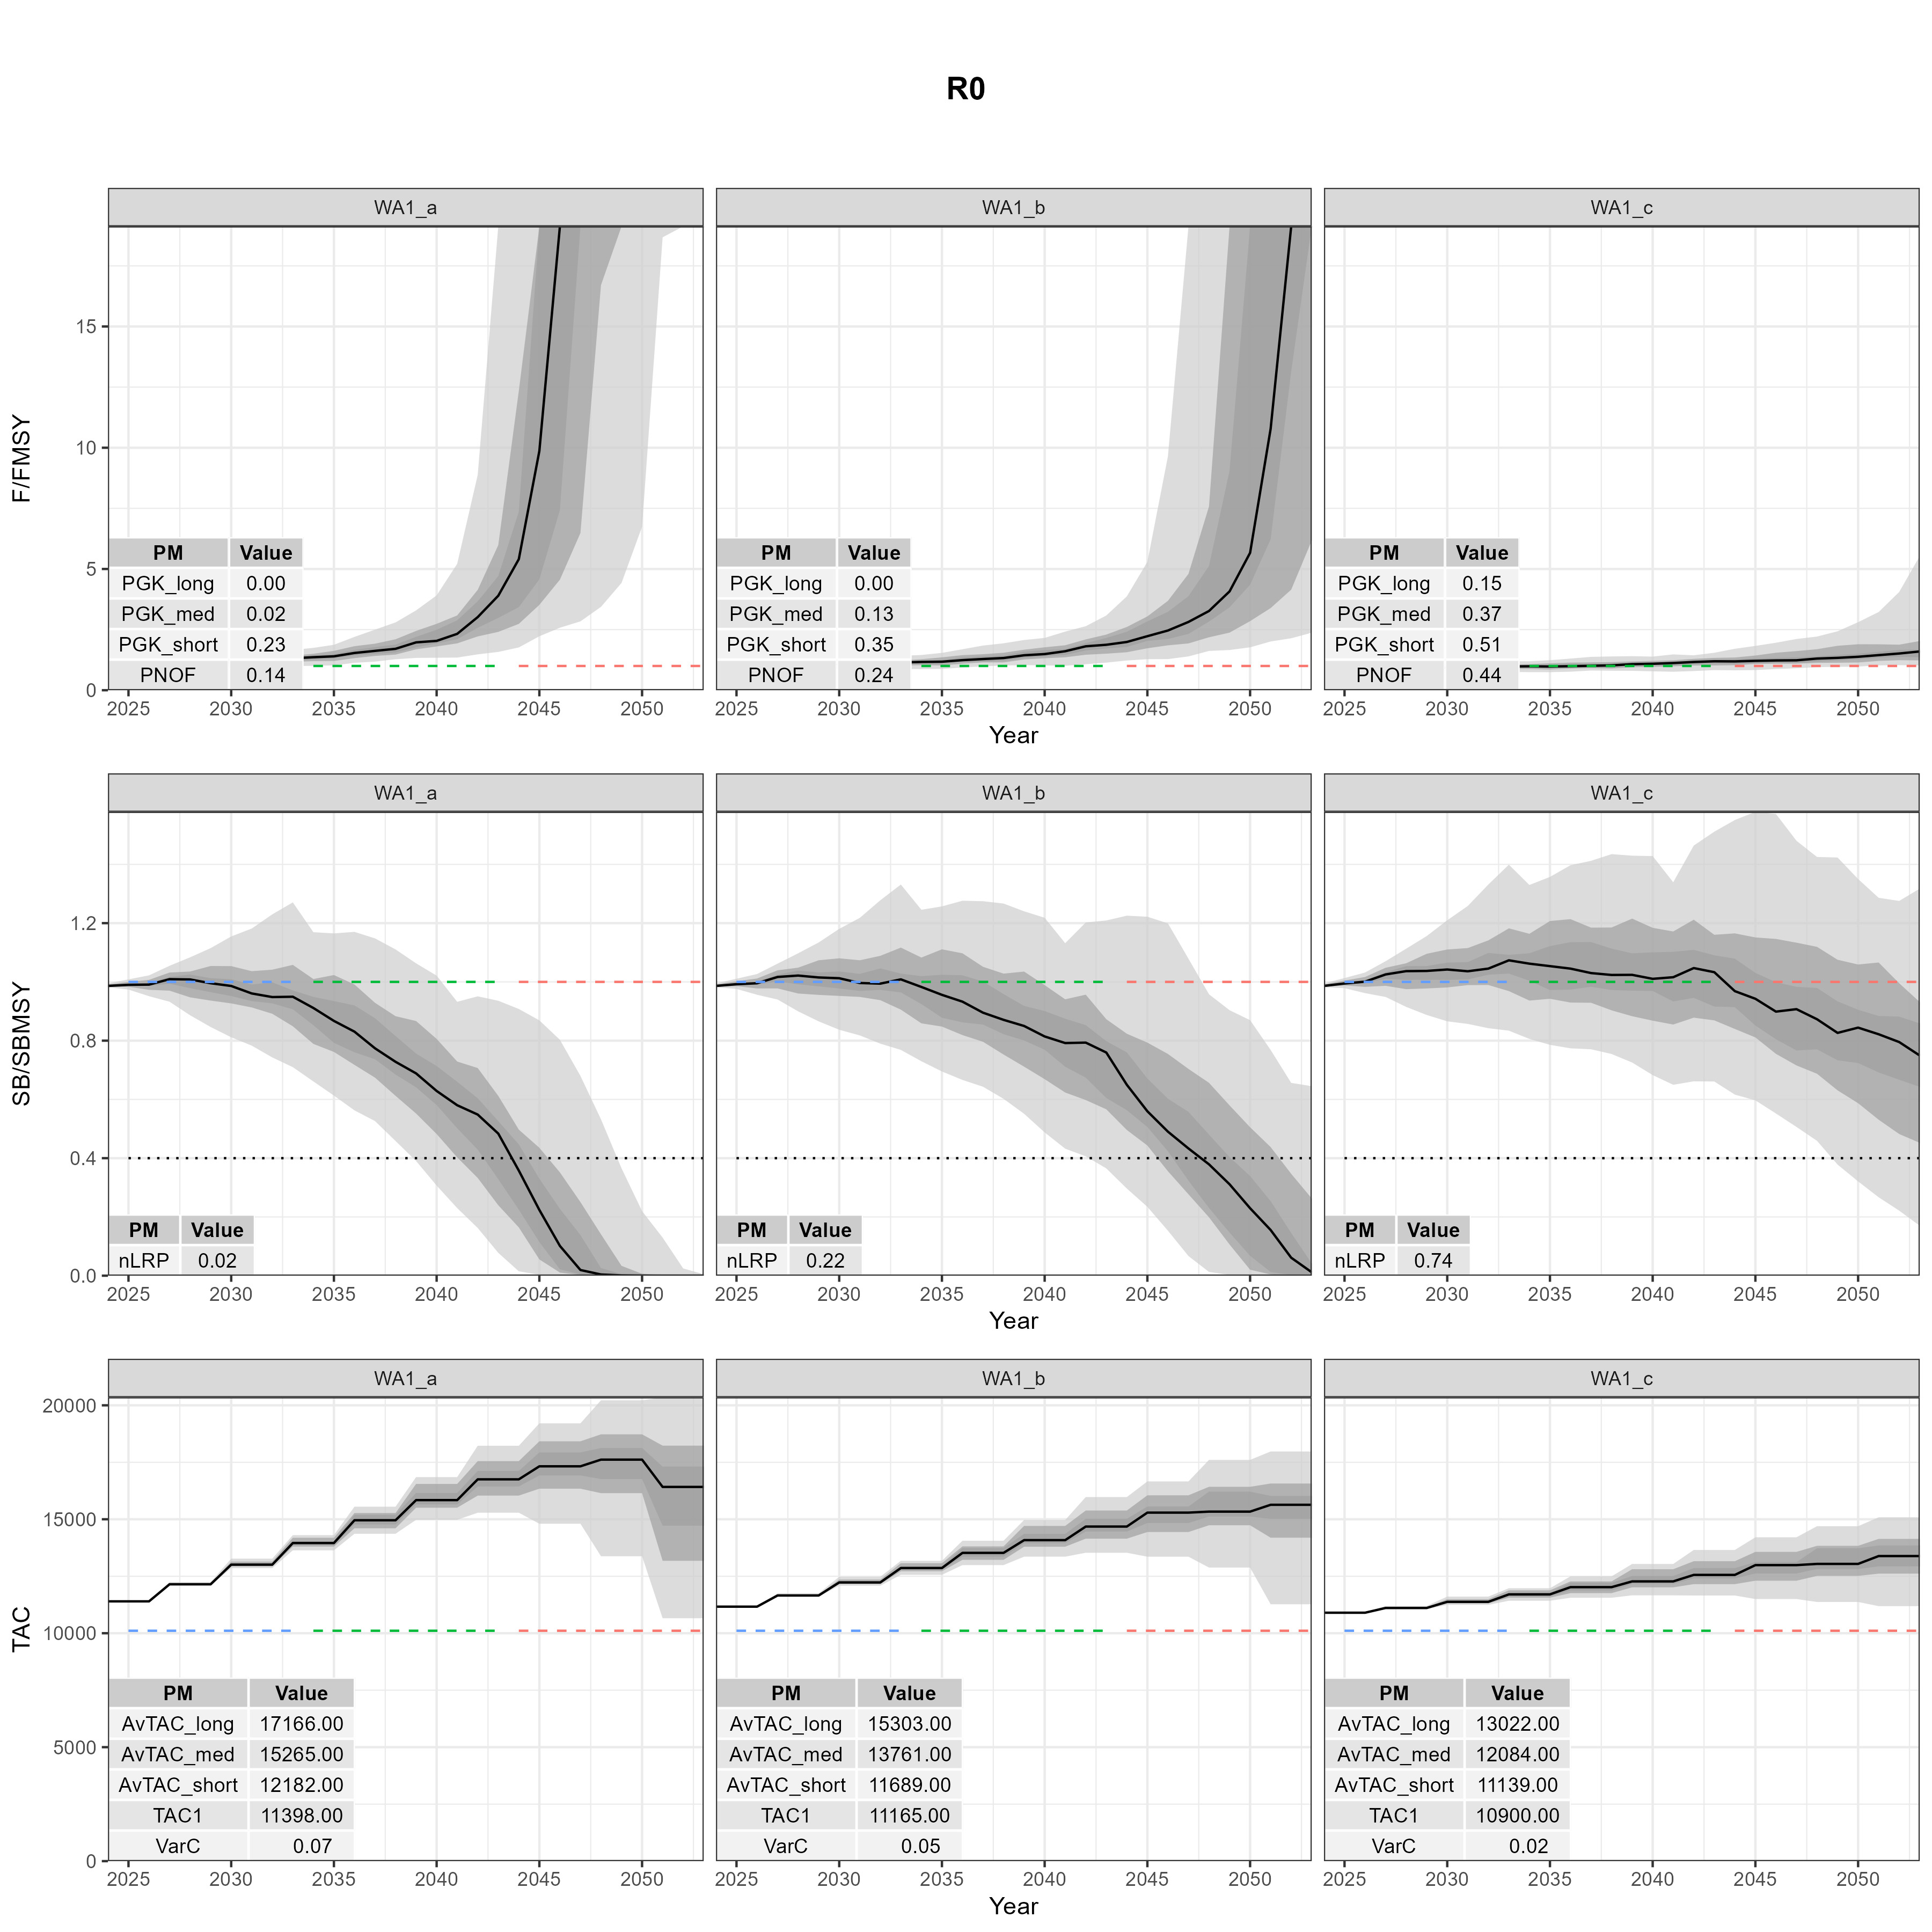 R0
WA1_a WA1_b WA1_c
F/FMSY
15
10
5
0
PM Value PM Value PM Value
PGK_long 0.00 PGK_long 0.00 PGK_long 0.15
PGK_med 0.02 PGK_med 0.13 PGK_med 0.37
PGK_short 0.23 PGK_short 0.35 PGK_short 0.51
PNOF 0.14 PNOF 0.24 PNOF 0.44
2025 2030 2035 2040 2045 2050 2025 2030 2035 2040 2045 2050 2025 2030 2035 2040 2045 2050
Year
WA1_a WA1_b WA1_c
SB/SBMSY
1.2
0.8
0.4
0.0
PM Value PM Value PM Value
nLRP 0.02 nLRP 0.22 nLRP 0.74
2025 2030 2035 2040 2045 2050 2025 2030 2035 2040 2045 2050 2025 2030 2035 2040 2045 2050
Year
WA1_a WA1_b WA1_c
TAC
20000
15000
10000
5000
0
PM Value PM Value PM Value
AvTAC_long 17166.00 AvTAC_long 15303.00 AvTAC_long 13022.00
AvTAC_med 15265.00 AvTAC_med 13761.00 AvTAC_med 12084.00
AvTAC_short 12182.00 AvTAC_short 11689.00 AvTAC_short 11139.00
TAC1 11398.00 TAC1 11165.00 TAC1 10900.00
VarC 0.07 VarC 0.05 VarC 0.02
2025 2030 2035 2040 2045 2050 2025 2030 2035 2040 2045 2050 2025 2030 2035 2040 2045 2050
Year